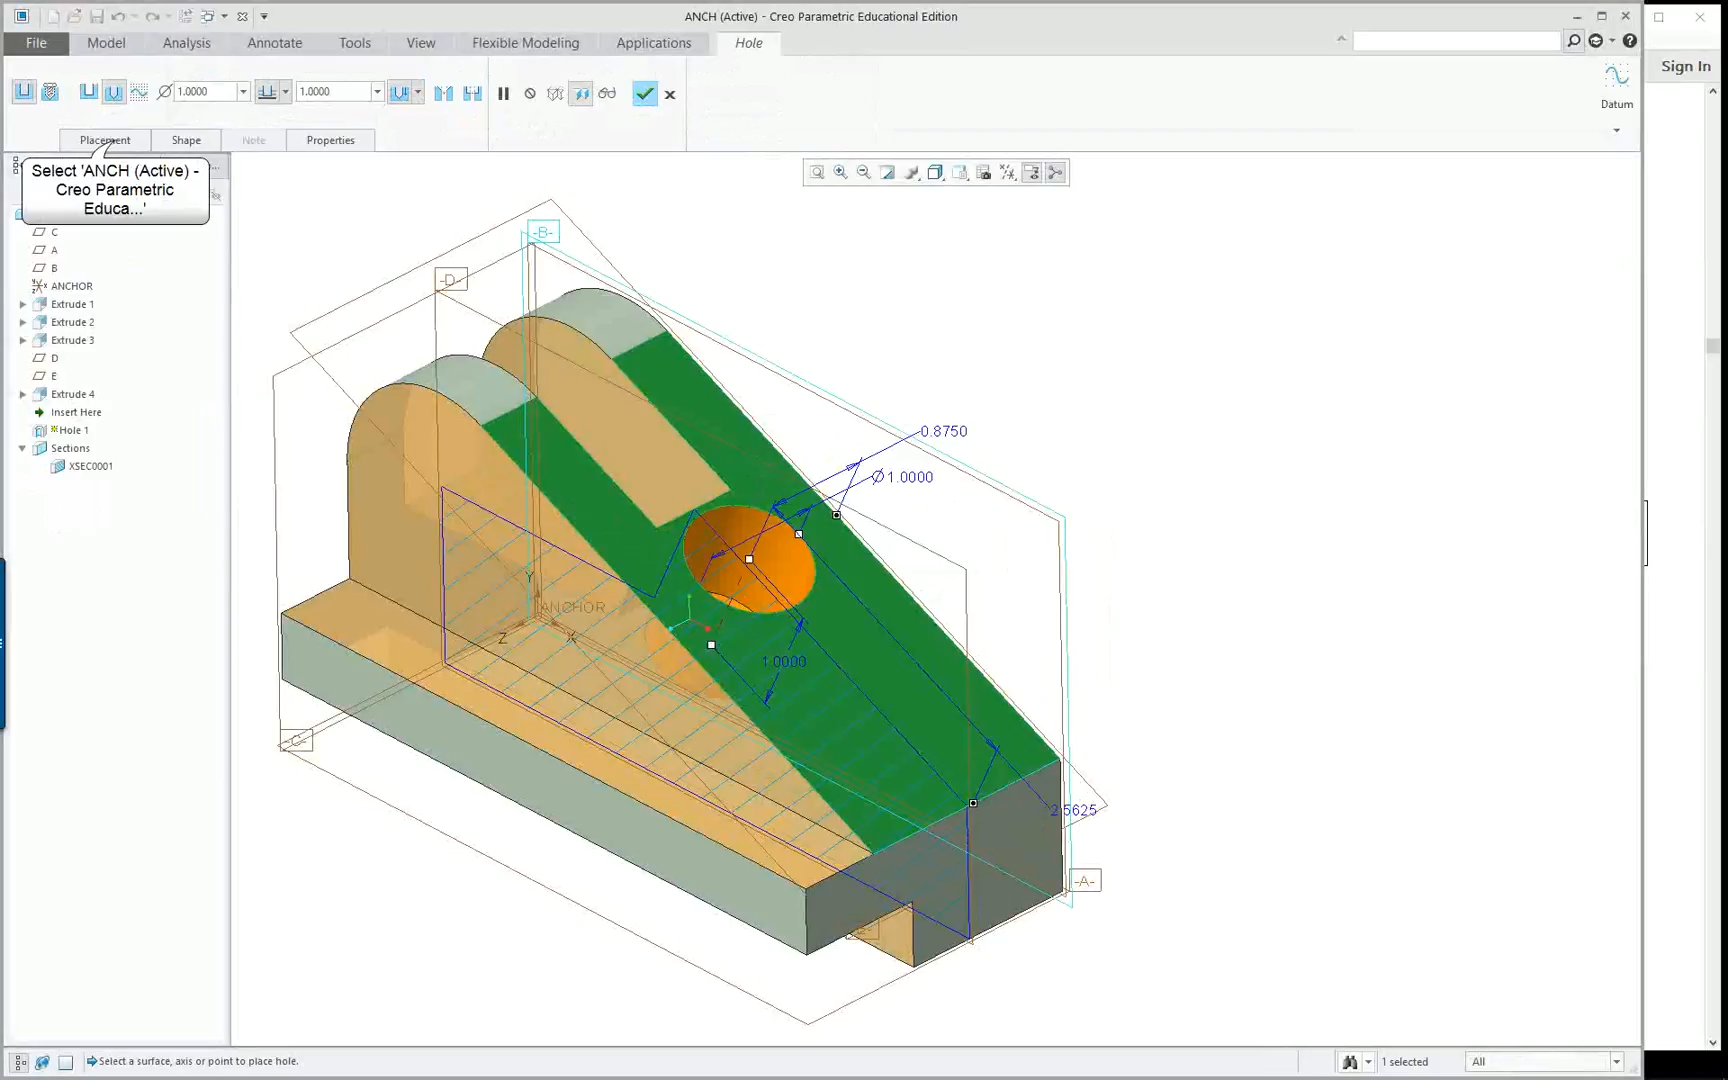 ANCH (Active) - Creo Parametric Educational Edition
File Model Analysis Annotate Tools View Flexible Modeling Applications Hole
Sign In
1.0000 1.0000
Datum
Placement Shape Note Properties
Select 'ANCH (Active) -
Creo Parametric
Educa...'
C
A
B
ANCHOR
Extrude 1
Extrude 2
Extrude 3
D
E
Extrude 4
Insert Here
Hole 1
Sections
XSEC0001
-B-
-D-
0.8750
Ø1.0000
Y
ANCHOR
Z X
1.0000
-C-
2.5625
-A-
Select a surface, axis or point to place hole.
1 selected All